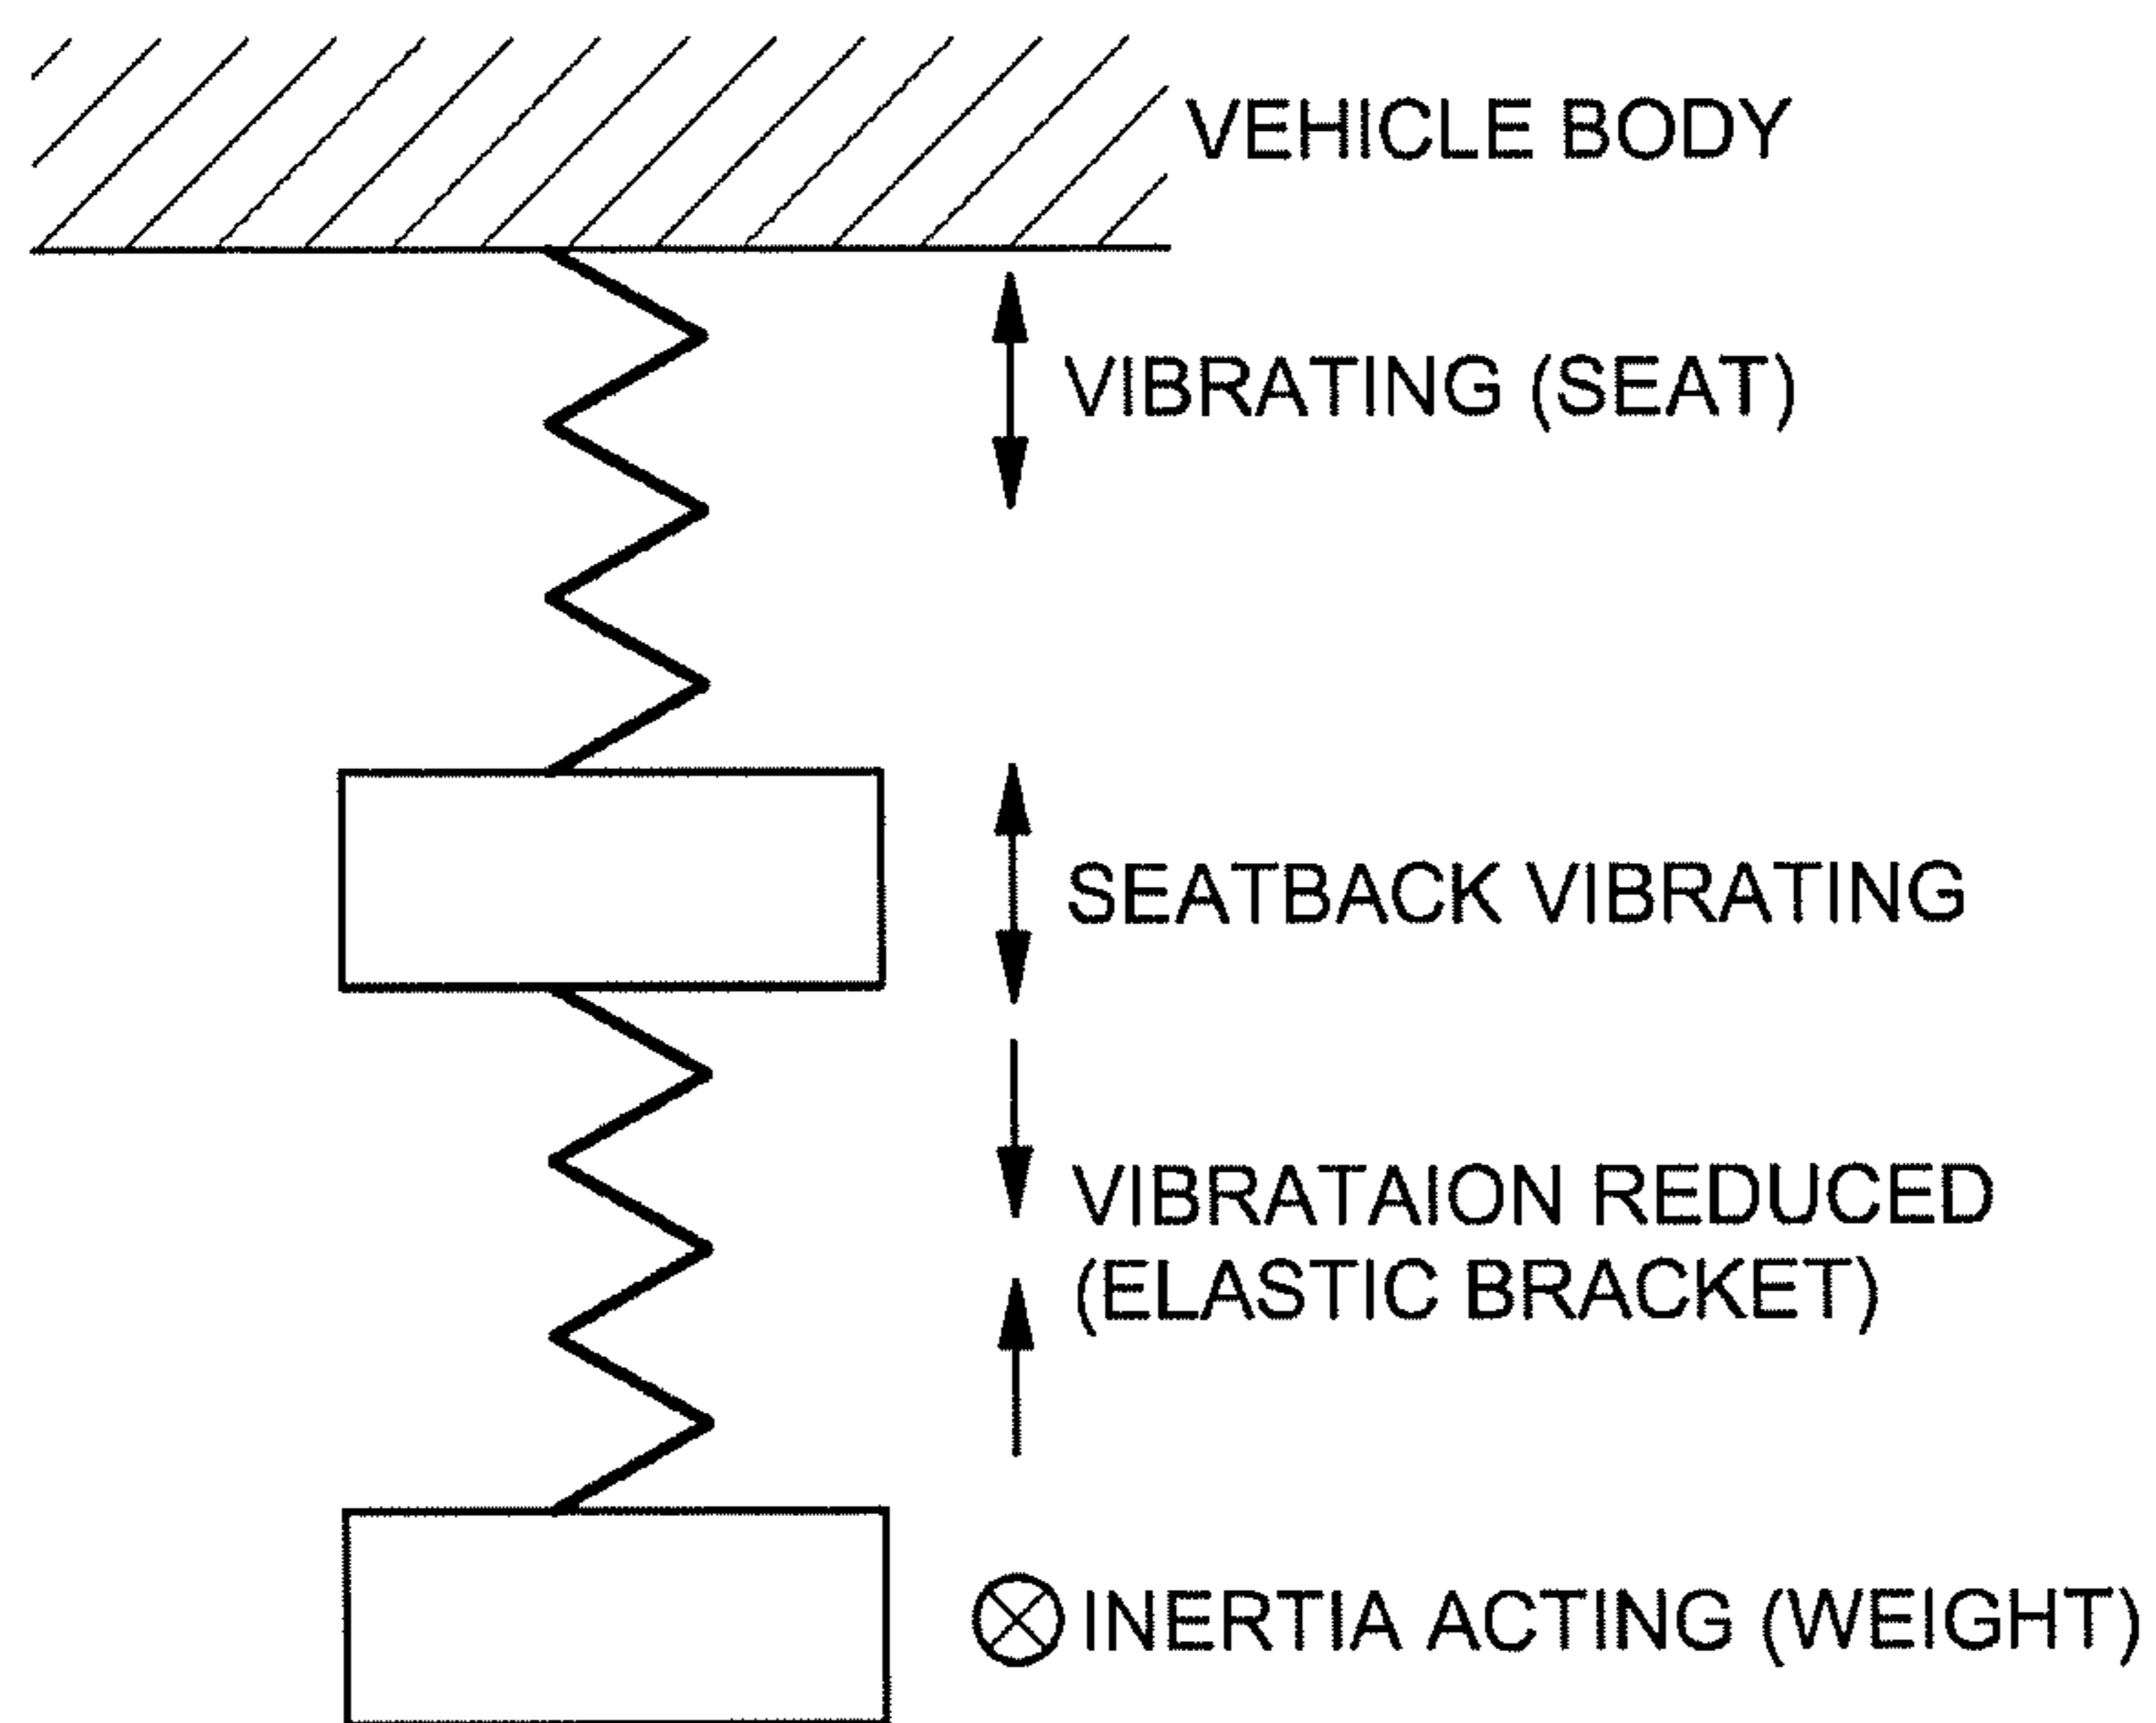 VEHICLE BODY
VIBRATING (SEAT)
SEATBACK VIBRATING
VIBRATAION REDUCED
(ELASTIC BRACKET)
INERTIA ACTING (WEIGHT)